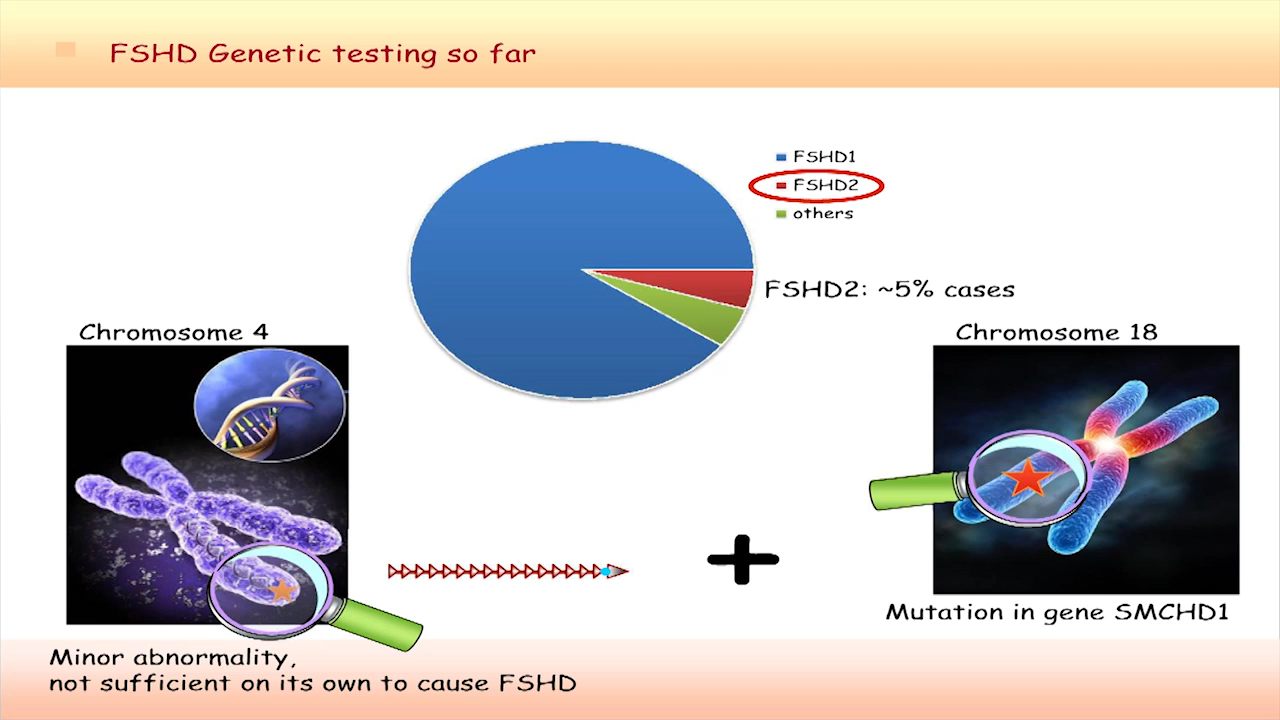 FSHD Genetic testing so far
FSHD1
FSHD2
others
FSHD2: ~5% cases
Chromosome 4
Chromosome 18
Mutation in gene SMCHD1
Minor abnormality,
not sufficient on its own to cause FSHD